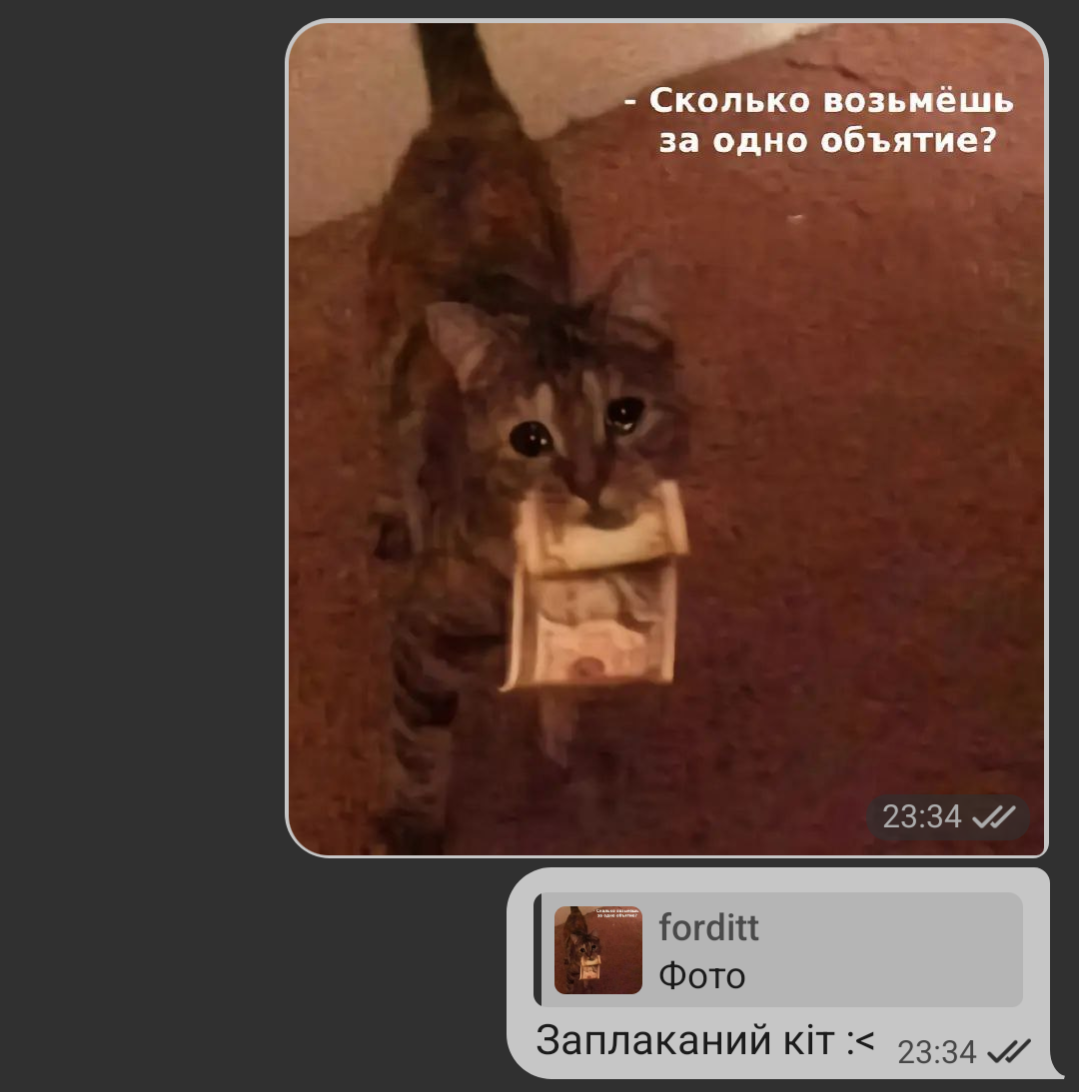 - Сколько возьмёшь
за одно объятие?
23:34
forditt
Фото
Заплаканий кіт :<
23:34